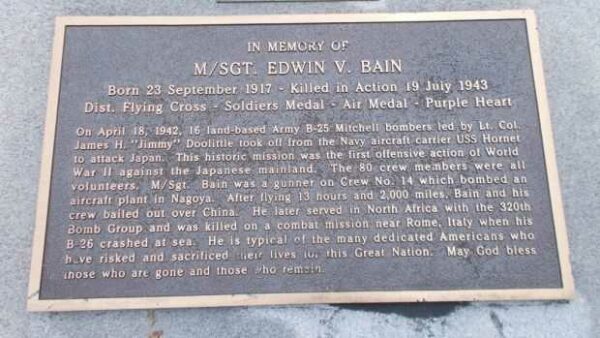 IN MEMORY OF
M/SGT. EDWIN V. BAIN
Born 23 September 1917 - Killed in Action 19 July 1943
Dist. Flying Cross - Soldiers Medal - Air Medal - Purple Heart
On April 18, 1942, 16 land-based Army B-25 Mitchell bombers led by Lt. Col.
James H. "Jimmy" Doolittle took off from the Navy aircraft carrier USS Hornet
to attack Japan. This historic mission was the first offensive action of World
War II against the Japanese mainland. The 80 crew members were all
volunteers. M/Sgt. Bain was a gunner on Crew No. 14 which bombed an
aircraft plant in Nagoya. After flying 13 hours and 2,000 miles, Bain and his
crew bailed out over China. He later served in North Africa with the 320th
Bomb Group and was killed on a combat mission near Rome, Italy when his
B-26 crashed at sea. He is typical of the many dedicated Americans who
have risked and sacrificed their lives for this Great Nation. May God bless
those who are gone and those who remain.